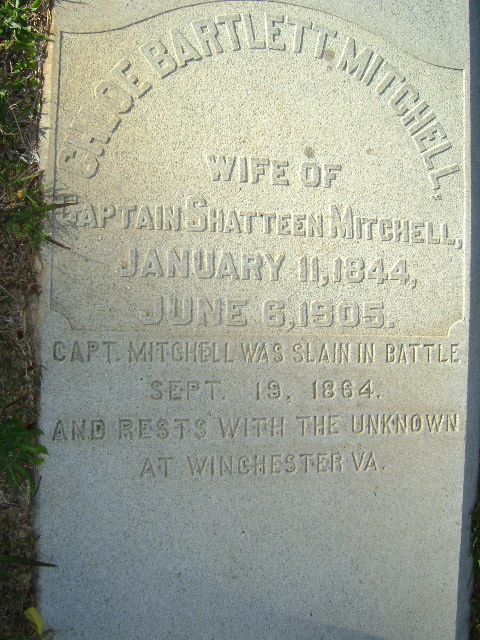 CHLOE BARTLETT MITCHELL,
WIFE OF
CAPTAIN SHATTEEN MITCHELL,
JANUARY 11, 1844,
JUNE 6, 1905.
CAPT. MITCHELL WAS SLAIN IN BATTLE
SEPT. 19, 1864.
AND RESTS WITH THE UNKNOWN
AT WINCHESTER VA.